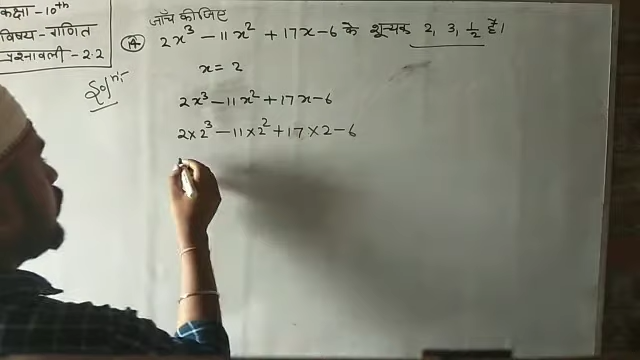 कक्षा - 10th
विषय - गणित
प्रश्नावली - 2.2
जाँच कीजिए
(A) 2x³ - 11x² + 17x - 6 के शून्यक 2, 3, 1/2 हैं।
Solⁿ:-
x = 2
2x³ - 11x² + 17x - 6
2×2³ - 11×2² + 17×2 - 6